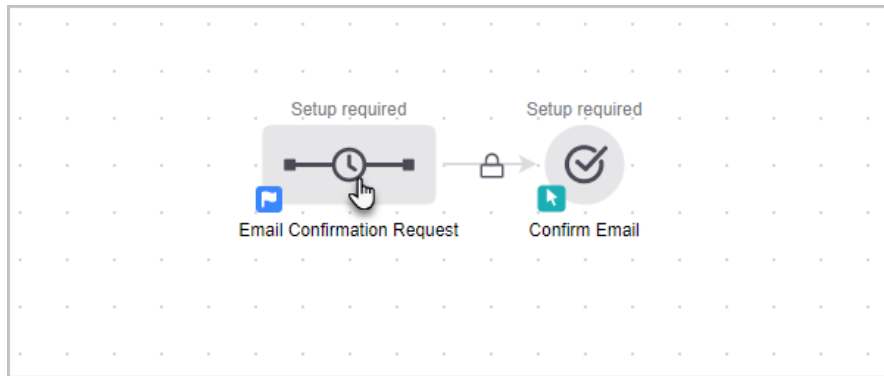 Setup required
Setup required
Email Confirmation Request
Confirm Email